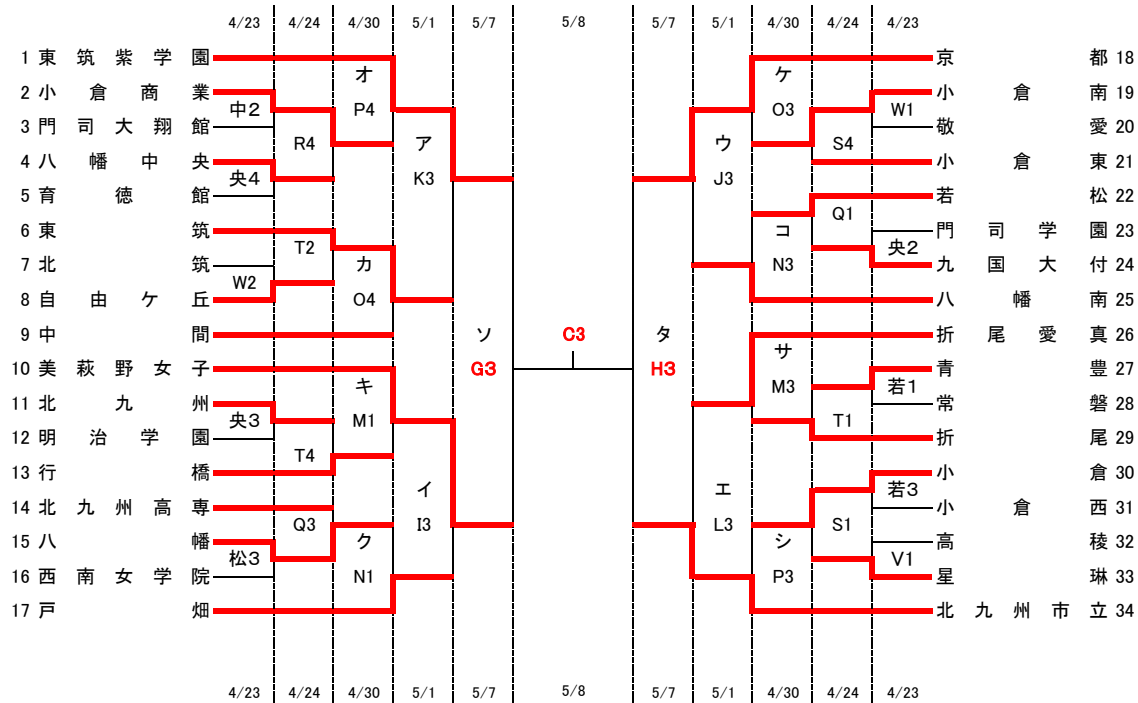 4/23 4/24 4/30 5/1 5/7 5/8 5/7 5/1 4/30 4/24 4/23
1 東筑紫学園
2 小倉商業
3 門司大翔館
4 八幡中央
5 育徳館
6 東筑
7 北筑
8 自由ケ丘
9 中間
10 美萩野女子
11 北九州
12 明治学園
13 行橋
14 北九州高専
15 八幡
16 西南女学院
17 戸畑
中2
央4
W2
央3
松3
R4
T2
T4
Q3
オ
P4
カ
O4
キ
M1
ク
N1
ア
K3
イ
I3
ソ
G3
C3
タ
H3
ウ
J3
エ
L3
ケ
O3
コ
N3
サ
M3
シ
P3
S4
Q1
T1
S1
W1
央2
若1
若3
V1
京都 18
小倉南 19
敬愛 20
小倉東 21
若松 22
門司学園 23
九国大付 24
八幡南 25
折尾愛真 26
青豊 27
常磐 28
折尾 29
小倉 30
小倉西 31
高稜 32
星琳 33
北九州市立 34
4/23 4/24 4/30 5/1 5/7 5/8 5/7 5/1 4/30 4/24 4/23